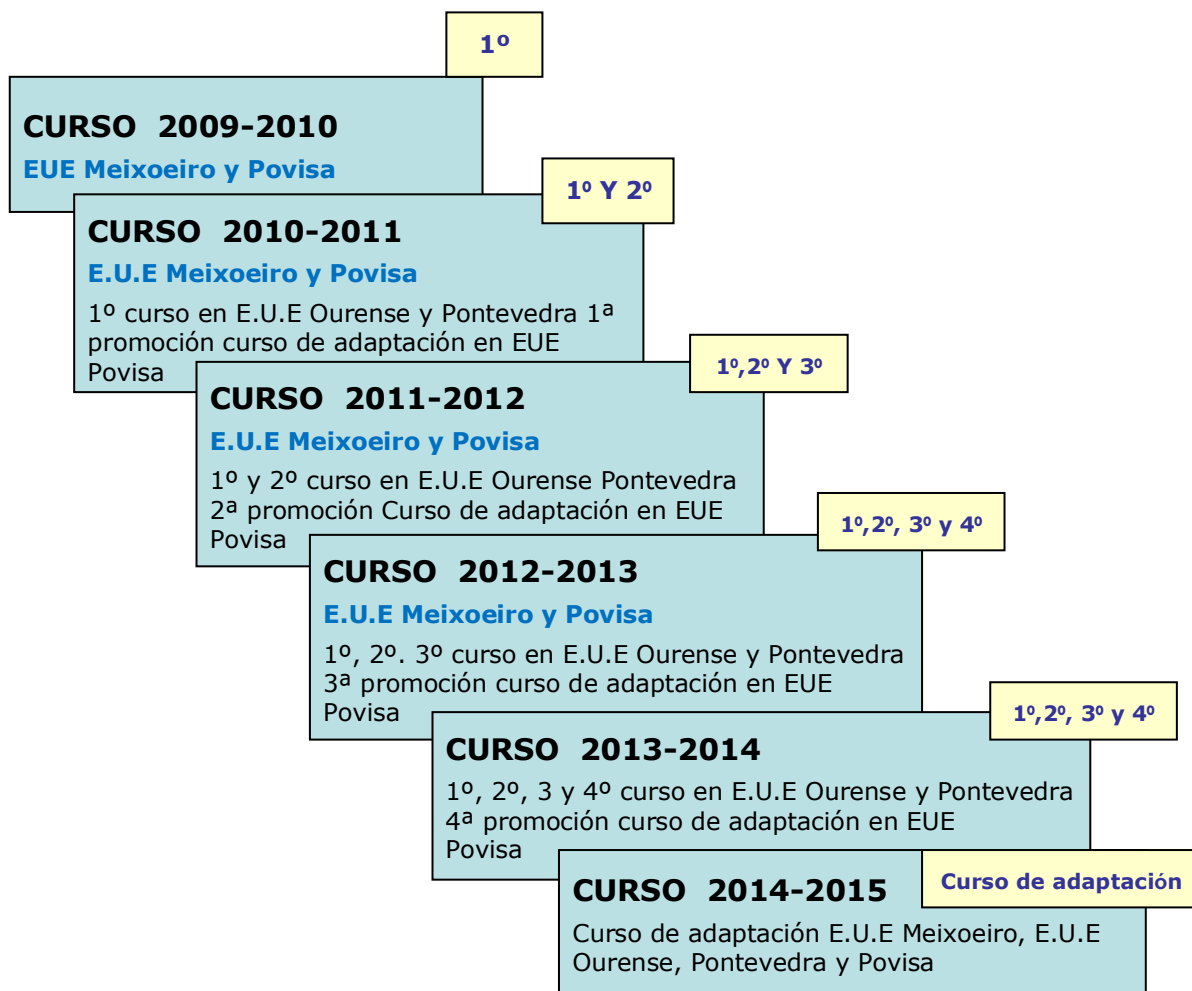 1º
CURSO 2009-2010
EUE Meixoeiro y Povisa
1º Y 2º
CURSO 2010-2011
E.U.E Meixoeiro y Povisa
1º curso en E.U.E Ourense y Pontevedra 1ª
promoción curso de adaptación en EUE
Povisa
1º,2º Y 3º
CURSO 2011-2012
E.U.E Meixoeiro y Povisa
1º y 2º curso en E.U.E Ourense Pontevedra
2ª promoción Curso de adaptación en EUE
Povisa
1º,2º, 3º y 4º
CURSO 2012-2013
E.U.E Meixoeiro y Povisa
1º, 2º. 3º curso en E.U.E Ourense y Pontevedra
3ª promoción curso de adaptación en EUE
Povisa
1º,2º, 3º y 4º
CURSO 2013-2014
1º, 2º, 3 y 4º curso en E.U.E Ourense y Pontevedra
4ª promoción curso de adaptación en EUE
Povisa
Curso de adaptación
CURSO 2014-2015
Curso de adaptación E.U.E Meixoeiro, E.U.E
Ourense, Pontevedra y Povisa